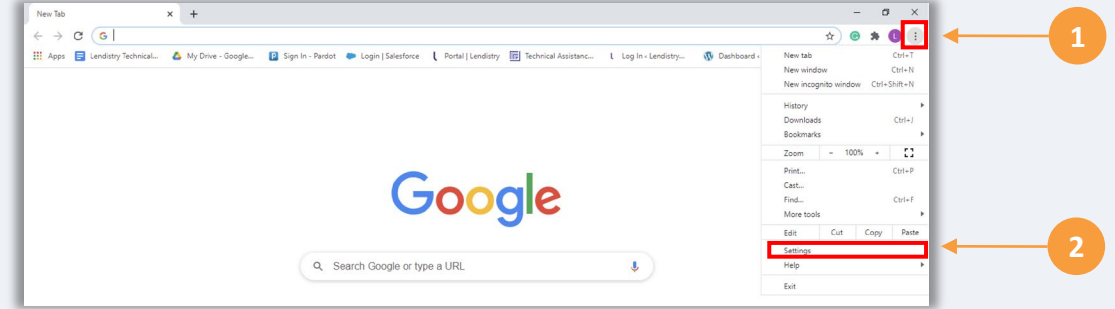 New Tab
G
Apps Lendistry Technical... My Drive - Google... Sign In - Pardot Login | Salesforce Portal | Lendistry Technical Assistanc... Log In ‹ Lendistry... Dashboard ‹
L
1
New tab Ctrl+T
New window Ctrl+N
New incognito window Ctrl+Shift+N
History
Downloads Ctrl+J
Bookmarks
Zoom - 100% +
Print... Ctrl+P
Cast...
Find... Ctrl+F
More tools
Edit Cut Copy Paste
Settings
2
Help
Exit
Google
Search Google or type a URL